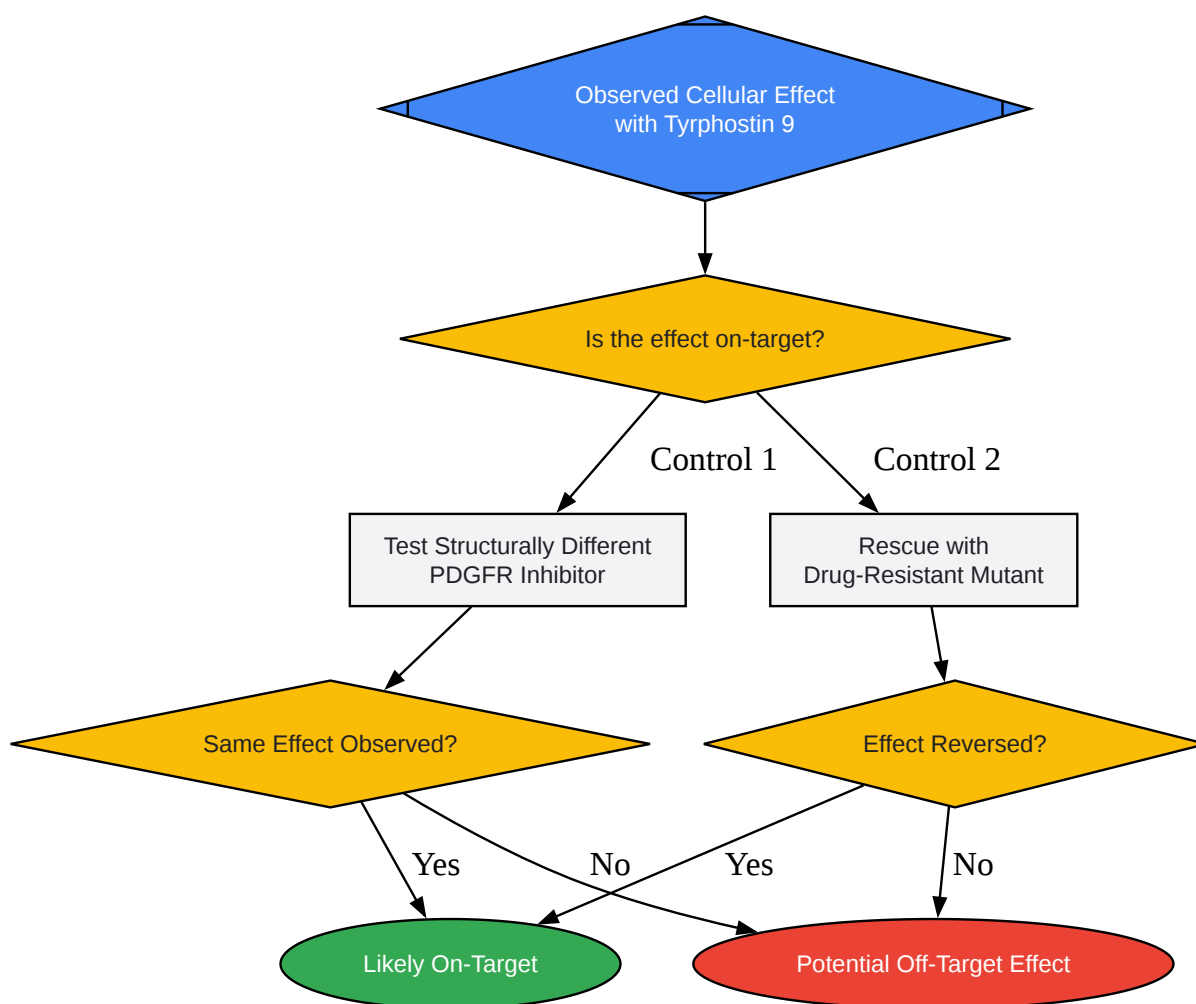 Observed Cellular Effect
with Tyrphostin 9
Is the effect on-target?
Control 1
Control 2
Test Structurally Different
PDGFR Inhibitor
Rescue with
Drug-Resistant Mutant
Same Effect Observed?
Effect Reversed?
Yes
No
Yes
No
Likely On-Target
Potential Off-Target Effect